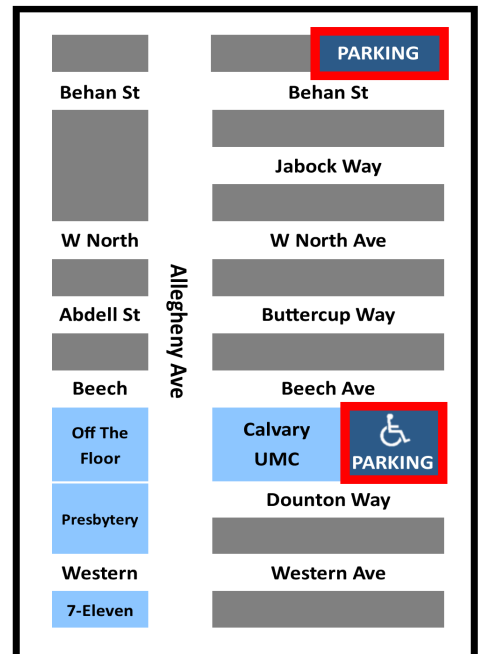 PARKING
Behan St Behan St
Jabock Way
W North W North Ave
Allegheny Ave
Abdell St Buttercup Way
Beech Beech Ave
Off The
Floor
Calvary
UMC
PARKING
Presbytery
Dounton Way
Western Western Ave
7-Eleven